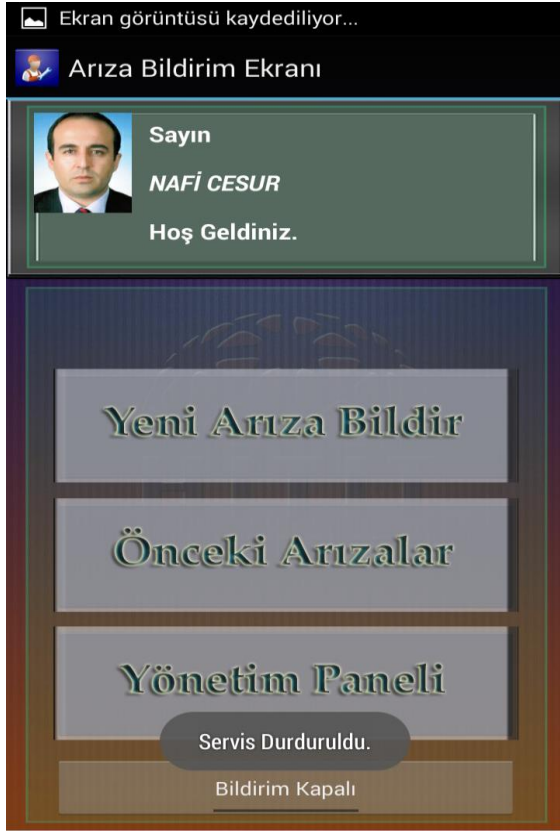 Ekran görüntüsü kaydediliyor...
Arıza Bildirim Ekranı
Sayın
NAFİ CESUR
Hoş Geldiniz.
Yeni Arıza Bildir
Önceki Arızalar
Yönetim Paneli
Servis Durduruldu.
Bildirim Kapalı